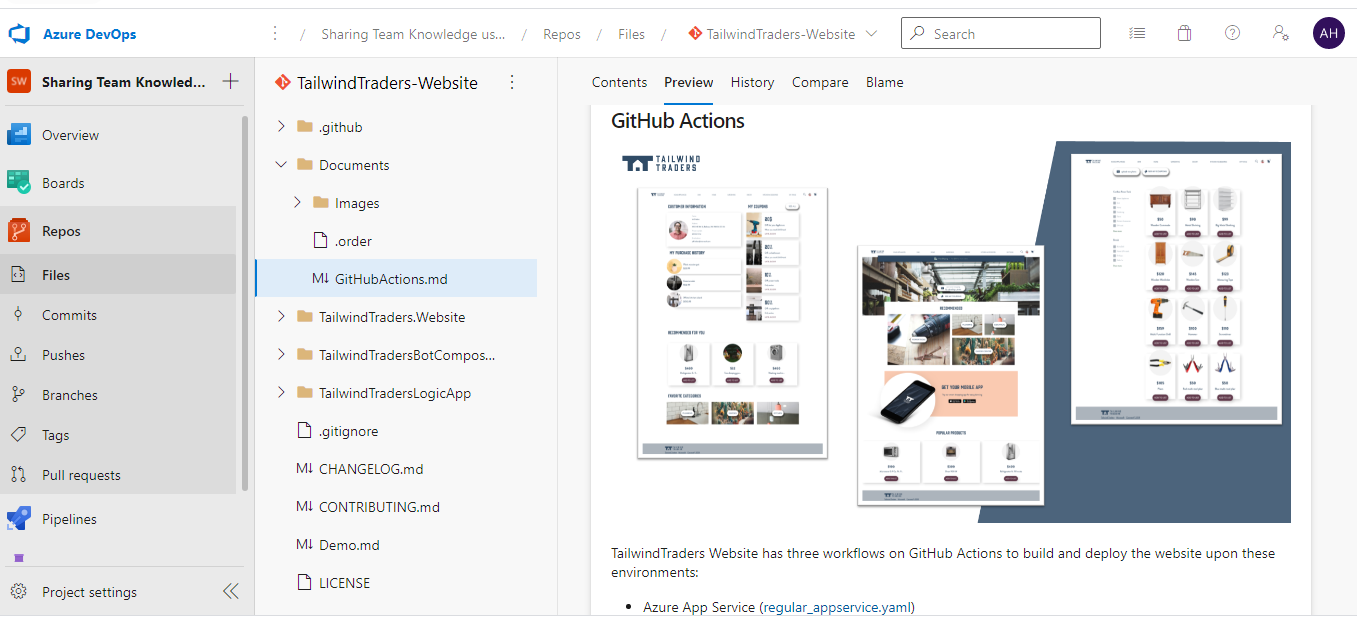 Azure DevOps
/ Sharing Team Knowledge us... / Repos / Files / TailwindTraders-Website
Search
AH
SW Sharing Team Knowled...
Overview
Boards
Repos
Files
Commits
Pushes
Branches
Tags
Pull requests
Pipelines
Project settings
TailwindTraders-Website
.github
Documents
Images
.order
GitHubActions.md
TailwindTraders.Website
TailwindTradersBotCompos...
TailwindTradersLogicApp
.gitignore
CHANGELOG.md
CONTRIBUTING.md
Demo.md
LICENSE
Contents Preview History Compare Blame
GitHub Actions
TAILWIND
TRADERS
CUSTOMER INFORMATION
MY COUPONS
MY PURCHASE HISTORY
RECOMMENDED FOR YOU
FAVORITE CATEGORIES
RECOMMENDED
GET YOUR MOBILE APP
POPULAR PRODUCTS
TailwindTraders Website has three workflows on GitHub Actions to build and deploy the website upon these
environments:
• Azure App Service (regular_appservice.yaml)